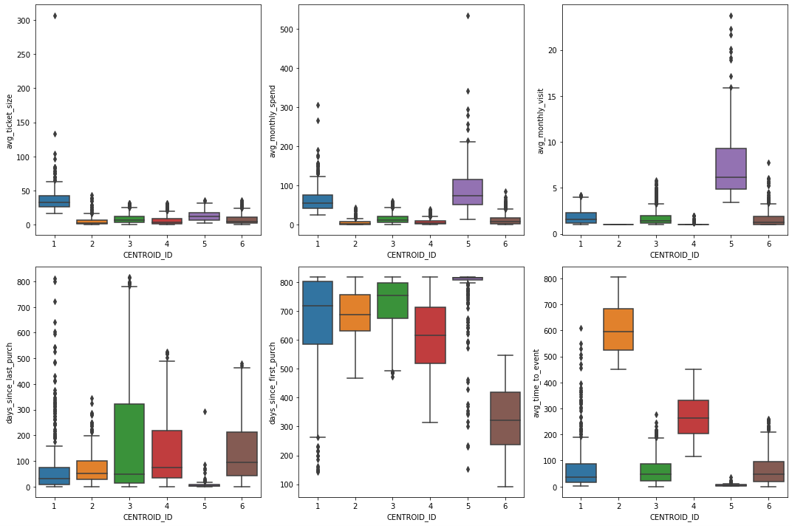 300
250
200
150
100
50
0
avg_ticket_size
1 2 3 4 5 6
CENTROID_ID
500
400
300
200
100
0
avg_monthly_spend
1 2 3 4 5 6
CENTROID_ID
20
15
10
5
0
avg_monthly_visit
1 2 3 4 5 6
CENTROID_ID
800
700
600
500
400
300
200
100
0
days_since_last_purch
1 2 3 4 5 6
CENTROID_ID
800
700
600
500
400
300
200
100
days_since_first_purch
1 2 3 4 5 6
CENTROID_ID
800
700
600
500
400
300
200
100
0
avg_time_to_event
1 2 3 4 5 6
CENTROID_ID